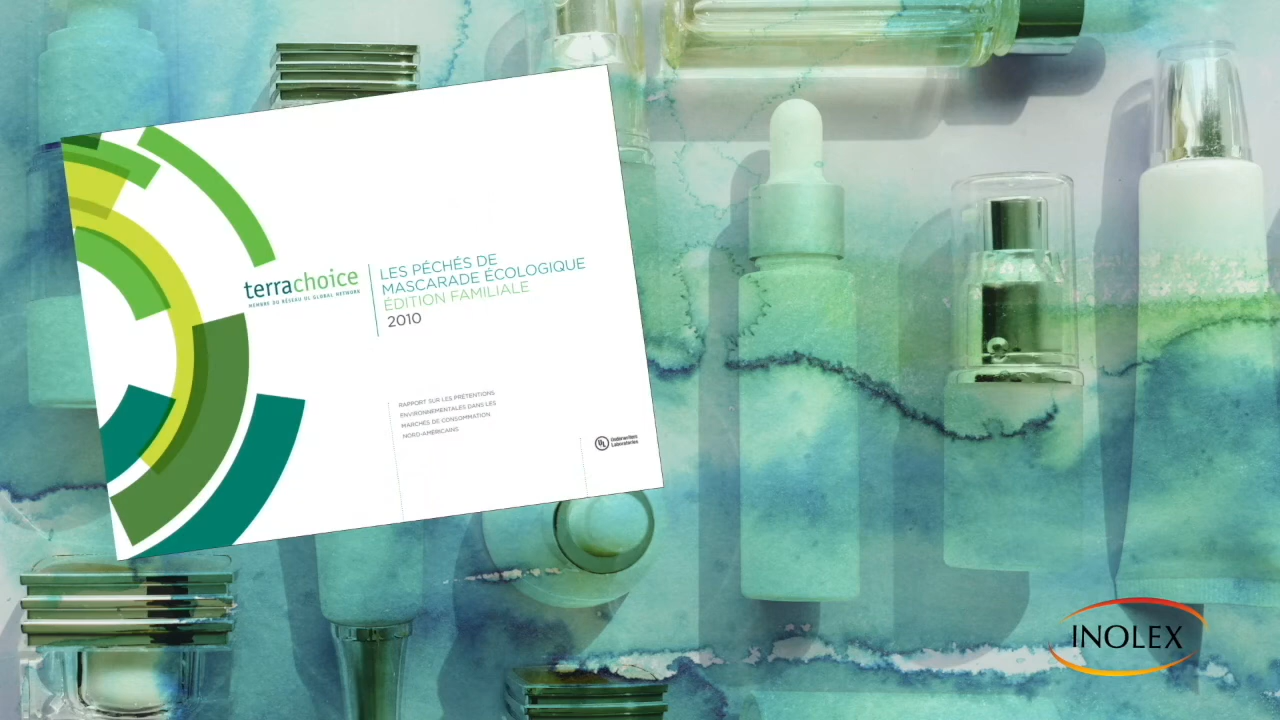 terrachoice
MEMBRE DU RÉSEAU UL GLOBAL NETWORK
LES PÉCHÉS DE
MASCARADE ÉCOLOGIQUE
ÉDITION FAMILIALE
2010
RAPPORT SUR LES PRÉTENTIONS
ENVIRONNEMENTALES DANS LES
MARCHÉS DE CONSOMMATION
NORD-AMÉRICAINS
UL Underwriters
Laboratories
INOLEX